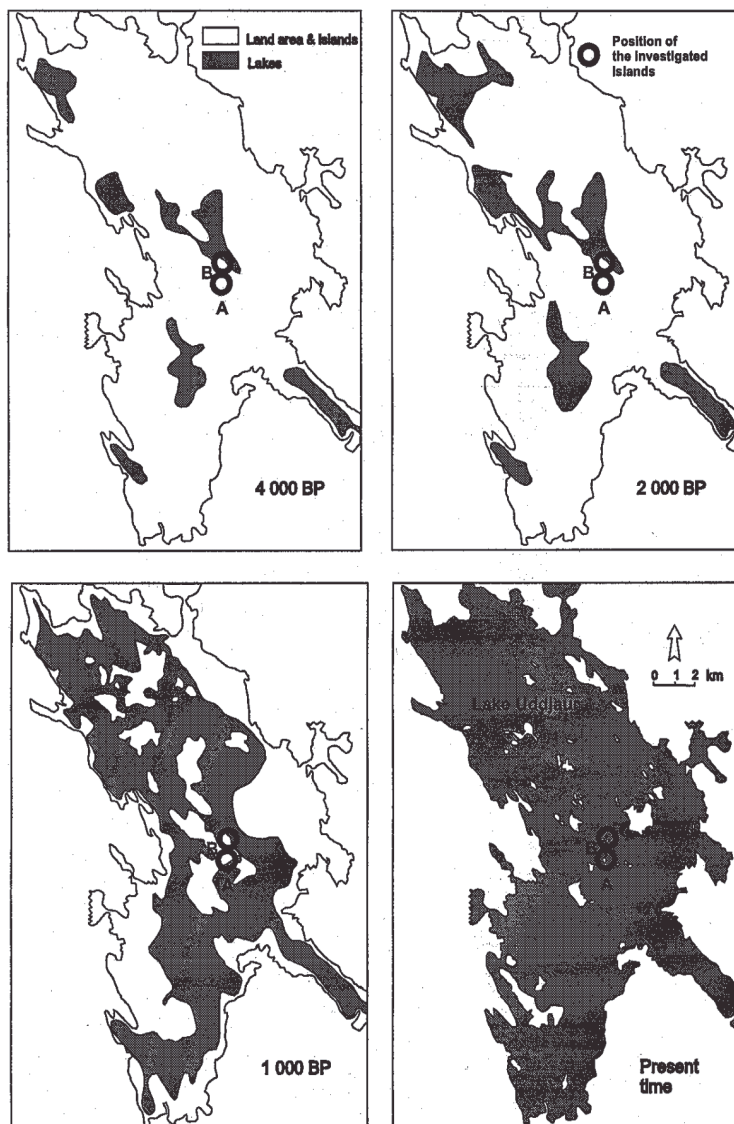 Land area & islands
Lakes
B
A
4 000 BP
Position of
the investigated
islands
B
A
2 000 BP
B
A
1 000 BP
0 1 2 km
Lake Uddjaur
B
A
Present
time